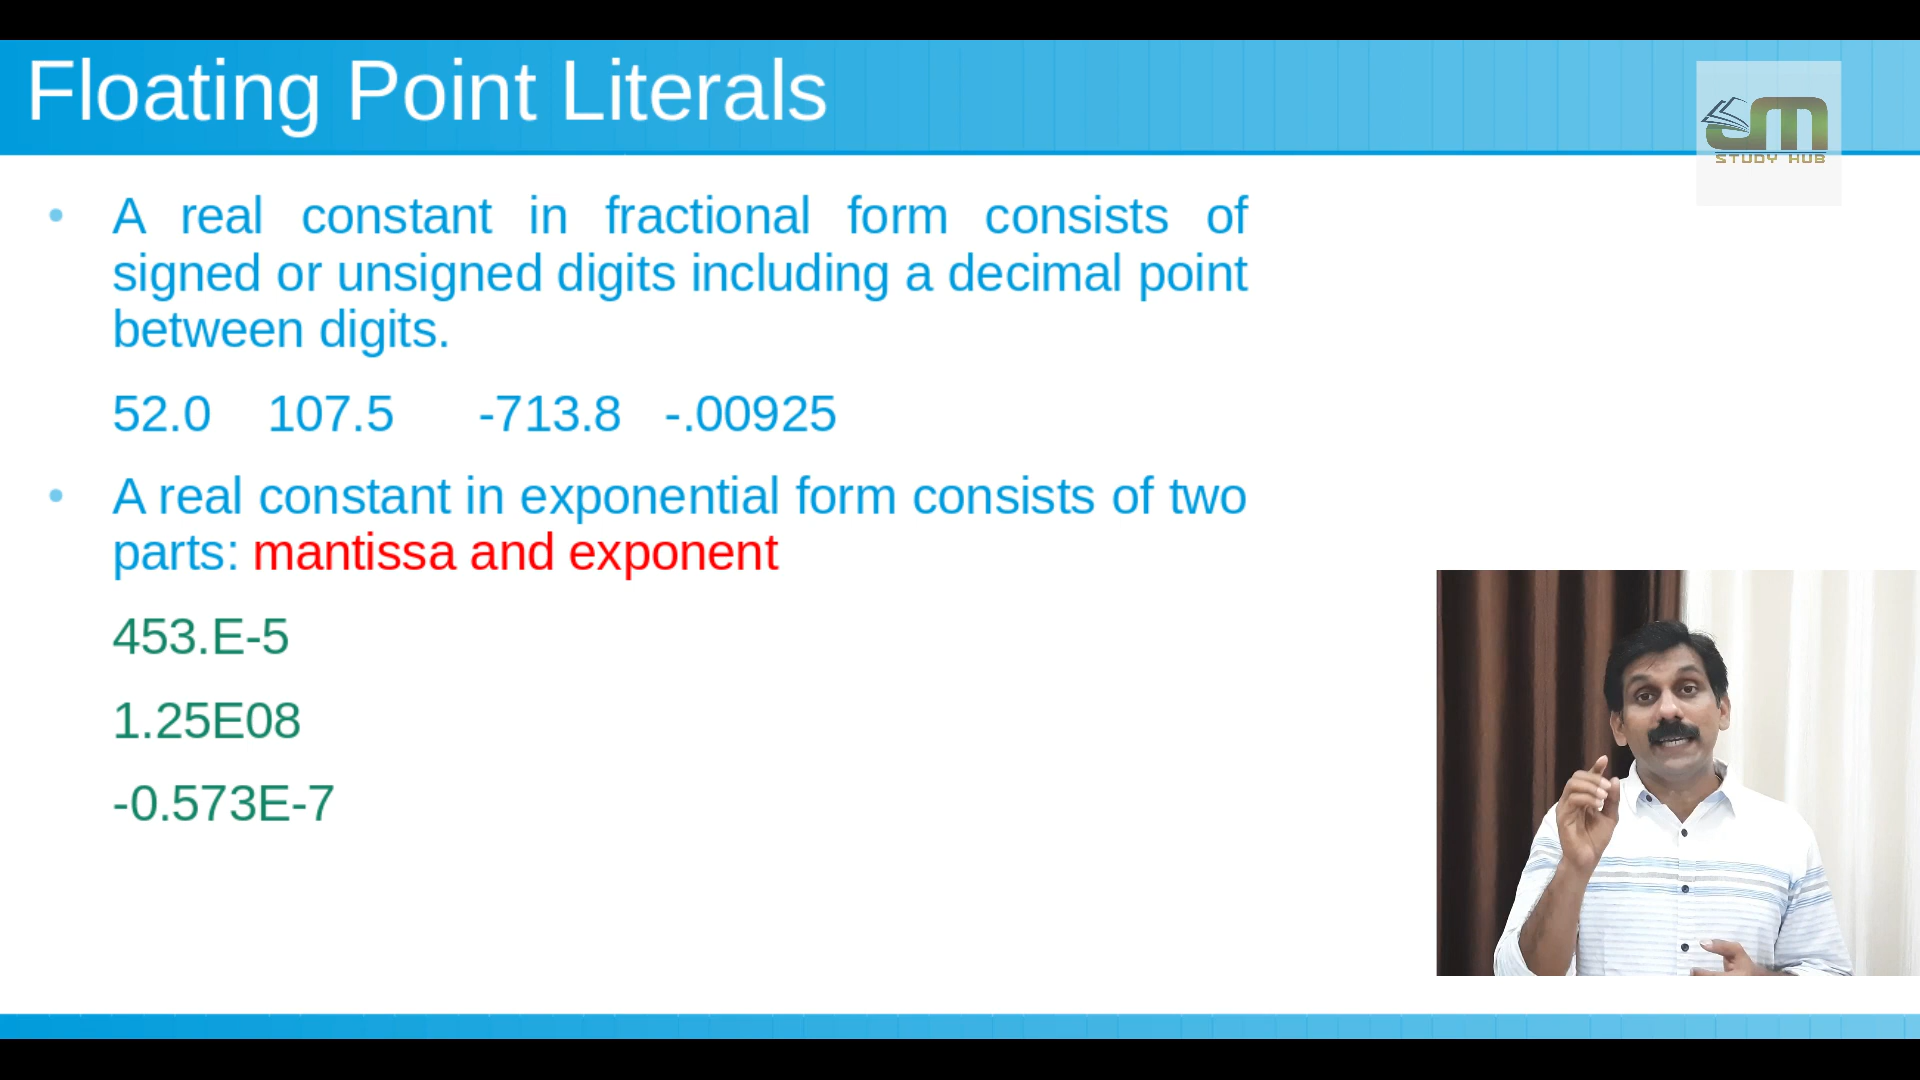 Floating Point Literals
STUDY HUB
• A real constant in fractional form consists of
signed or unsigned digits including a decimal point
between digits.
52.0 107.5 -713.8 -.00925
• A real constant in exponential form consists of two
parts: mantissa and exponent
453.E-5
1.25E08
-0.573E-7